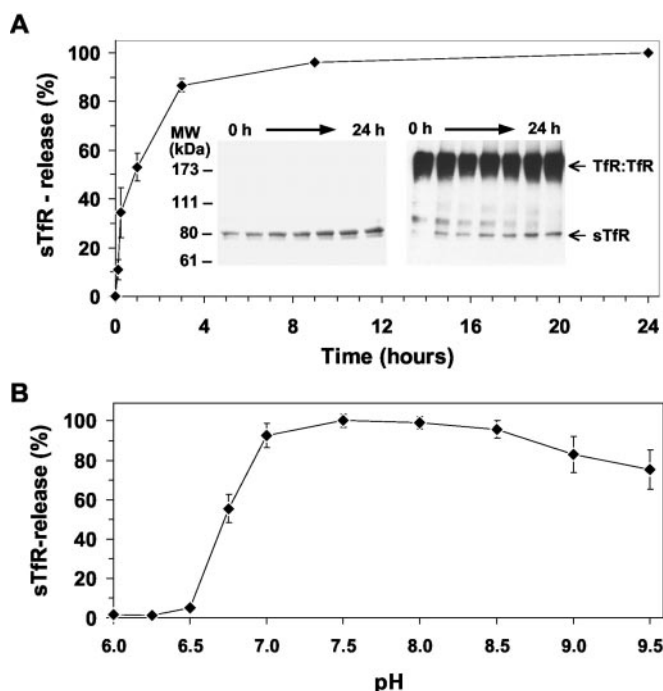 A
sTfR - release (%)
100
80
60
40
20
0
MW
(kDa)
0 h
24 h
0 h
24 h
173 –
111 –
80 –
61 –
TfR:TfR
sTfR
0 4 8 12 16 20 24
Time (hours)
B
sTfR-release (%)
100
80
60
40
20
0
6.0 6.5 7.0 7.5 8.0 8.5 9.0 9.5
pH